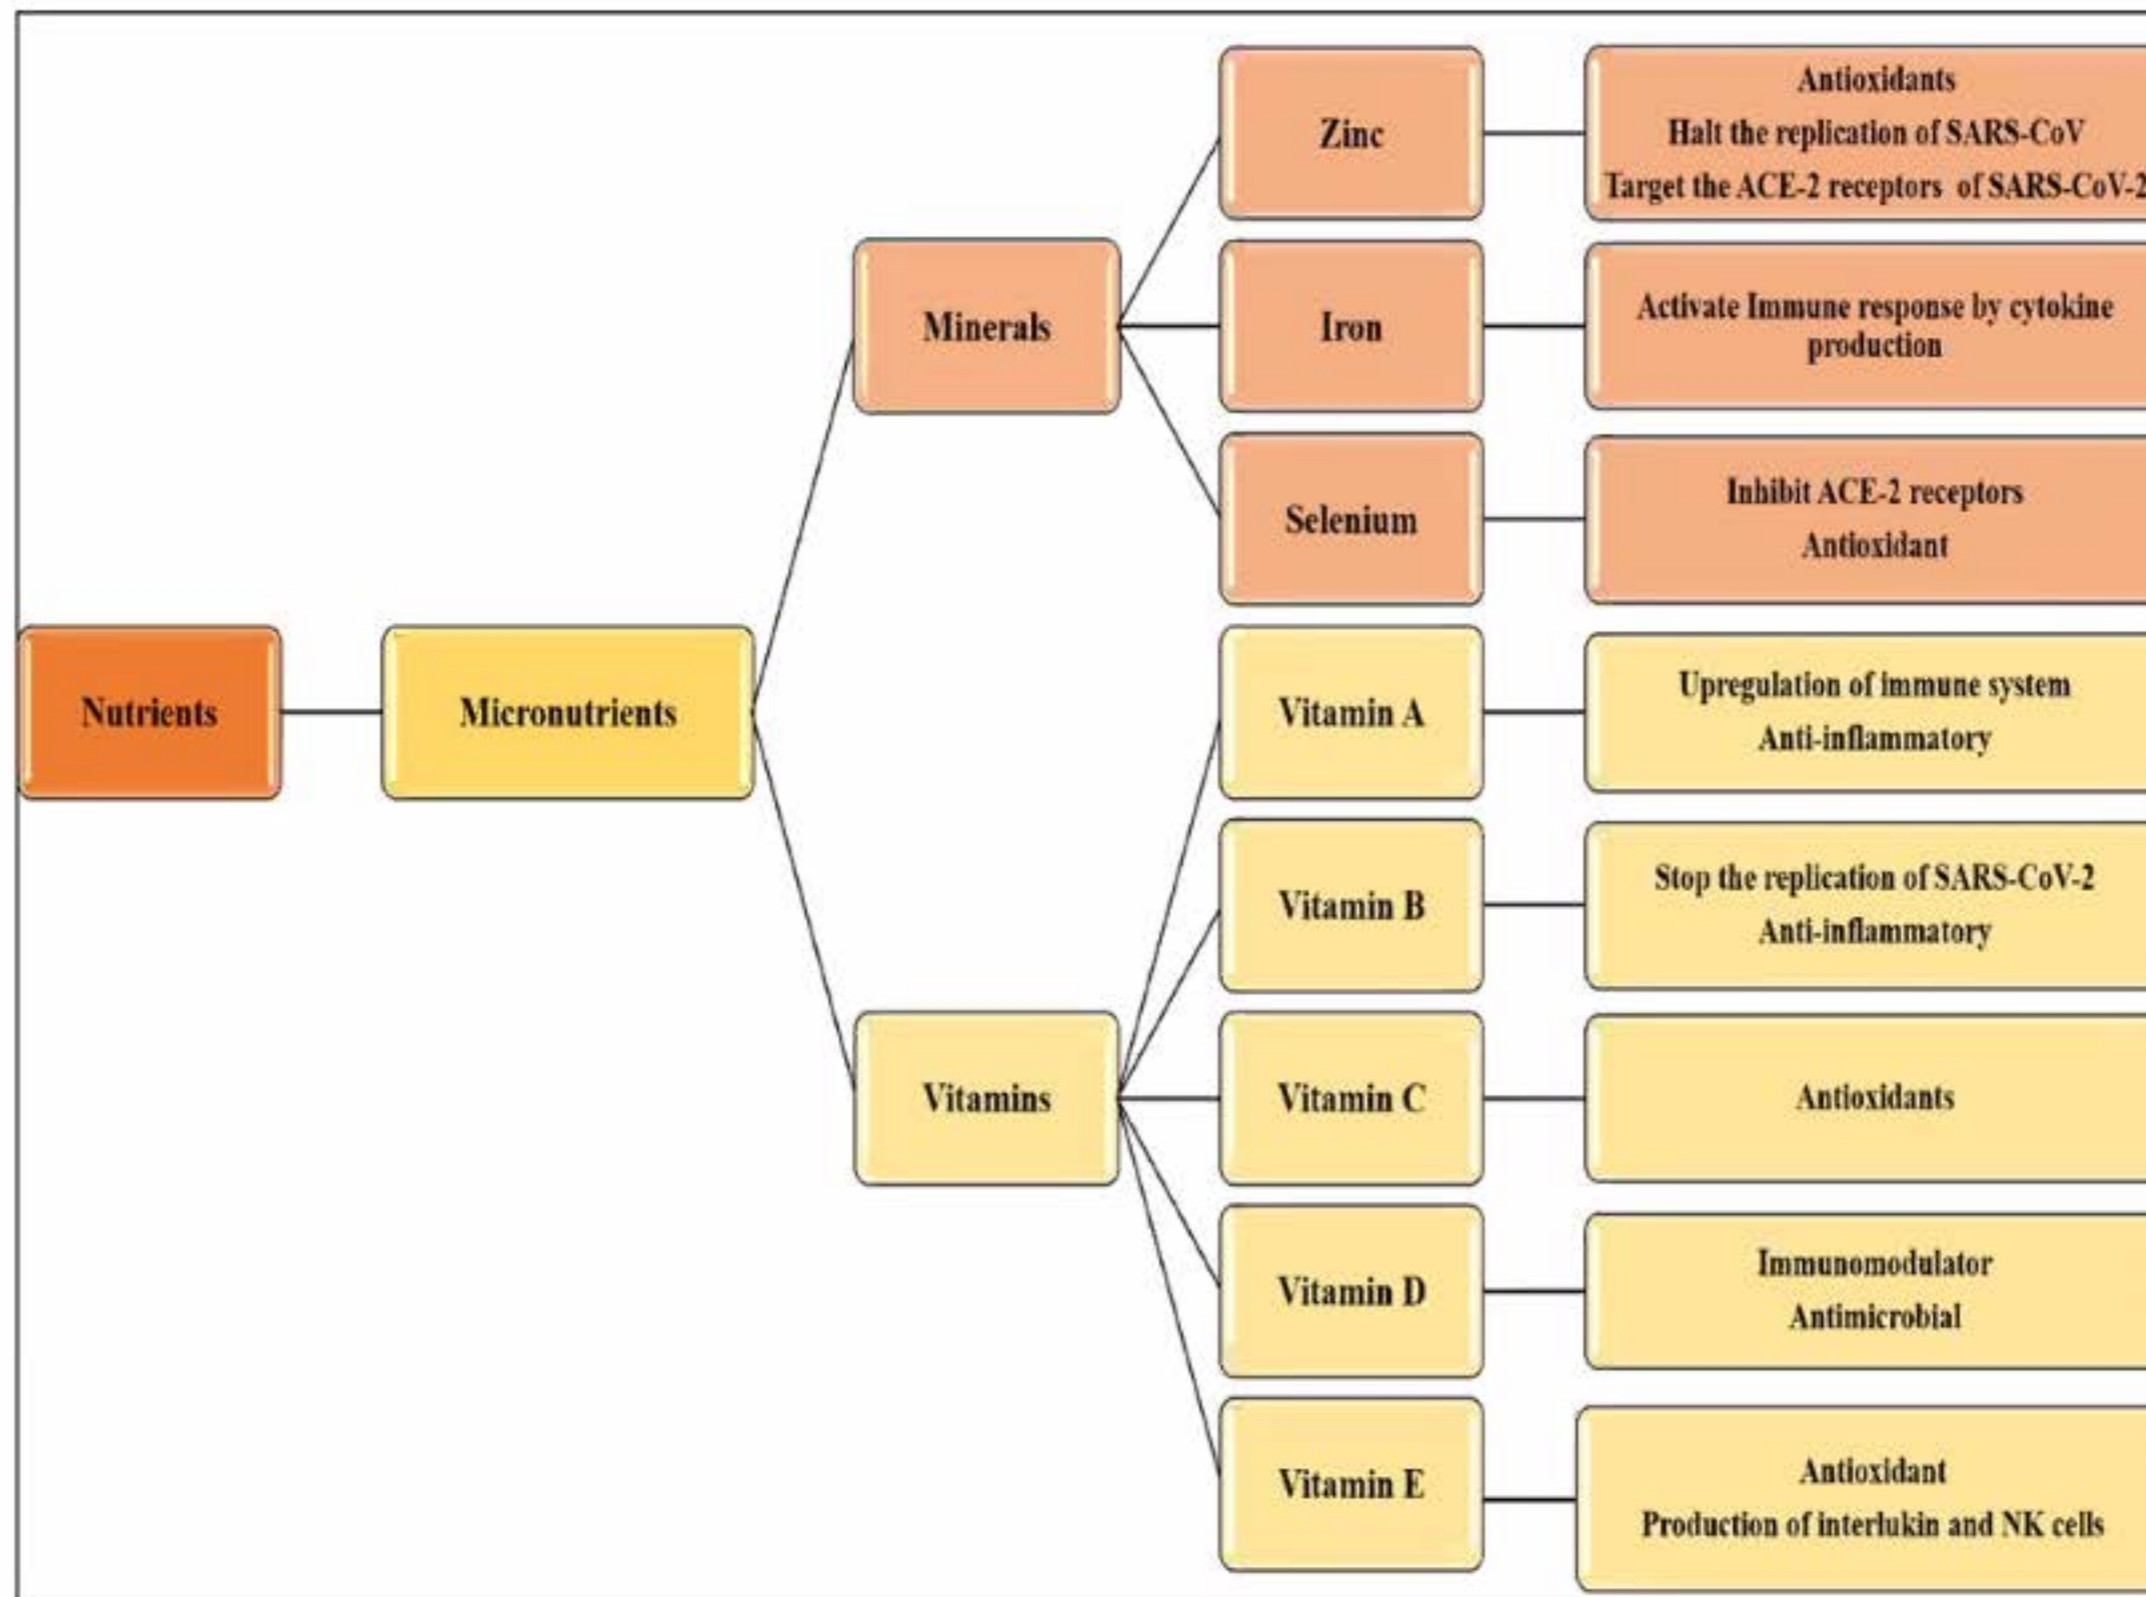 Nutrients
Micronutrients
Minerals
Zinc
Antioxidants
Halt the replication of SARS-CoV
Target the ACE-2 receptors of SARS-CoV-2
Iron
Activate Immune response by cytokine
production
Selenium
Inhibit ACE-2 receptors
Antioxidant
Vitamins
Vitamin A
Upregulation of immune system
Anti-inflammatory
Vitamin B
Stop the replication of SARS-CoV-2
Anti-inflammatory
Vitamin C
Antioxidants
Vitamin D
Immunomodulator
Antimicrobial
Vitamin E
Antioxidant
Production of interlukin and NK cells